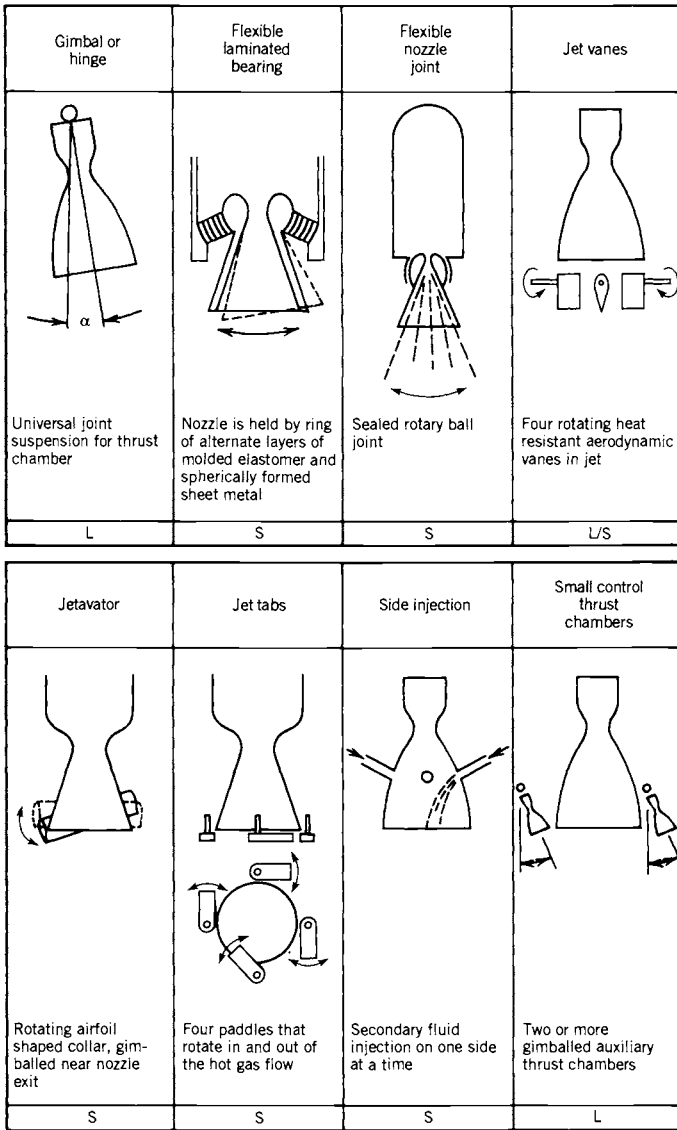 Gimbal or
hinge
Flexible
laminated
bearing
Flexible
nozzle
joint
Jet vanes
α
Universal joint
suspension for thrust
chamber
Nozzle is held by ring
of alternate layers of
molded elastomer and
spherically formed
sheet metal
Sealed rotary ball
joint
Four rotating heat
resistant aerodynamic
vanes in jet
L
S
S
L/S
Jetavator
Jet tabs
Side injection
Small control
thrust
chambers
Rotating airfoil
shaped collar, gim-
balled near nozzle
exit
Four paddles that
rotate in and out of
the hot gas flow
Secondary fluid
injection on one side
at a time
Two or more
gimballed auxiliary
thrust chambers
S
S
S
L